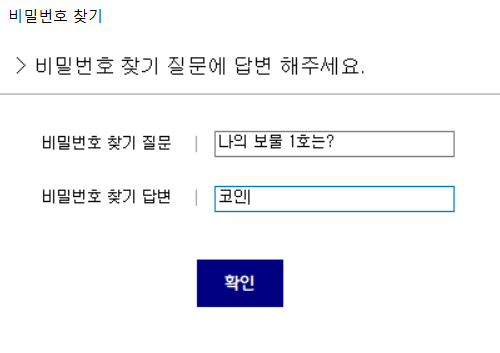 비밀번호 찾기
> 비밀번호 찾기 질문에 답변 해주세요.
비밀번호 찾기 질문 | 나의 보물 1호는?
비밀번호 찾기 답변 | 코인
확인